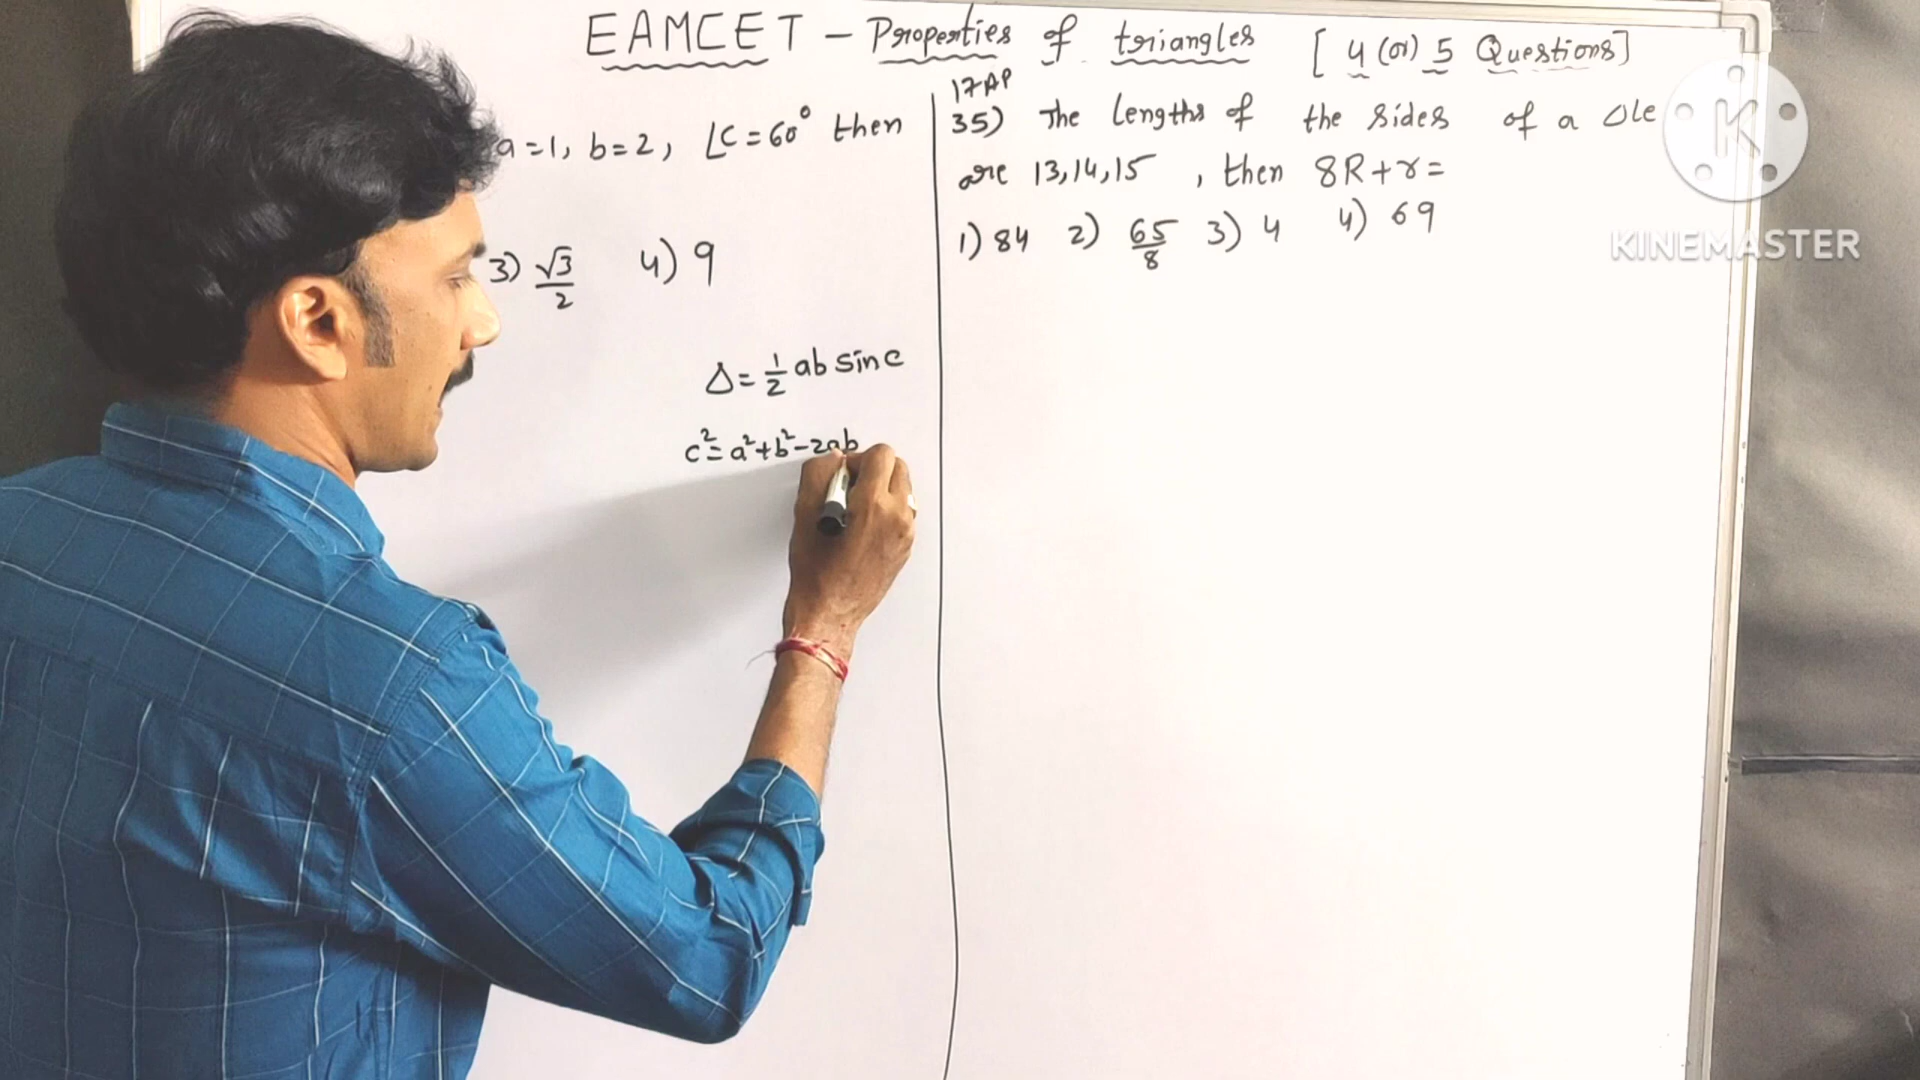 EAMCET - Properties of triangles [4 (or) 5 Questions]
a=1, b=2, ∠C=60° then
3) √3/2 4) 9
Δ = 1/2 ab sin C
c² = a²+b²-2ab
17AP
35) The lengths of the sides of a Δle
are 13,14,15, then 8R+r=
1) 84 2) 65/8 3) 4 4) 69
K
KINEMASTER